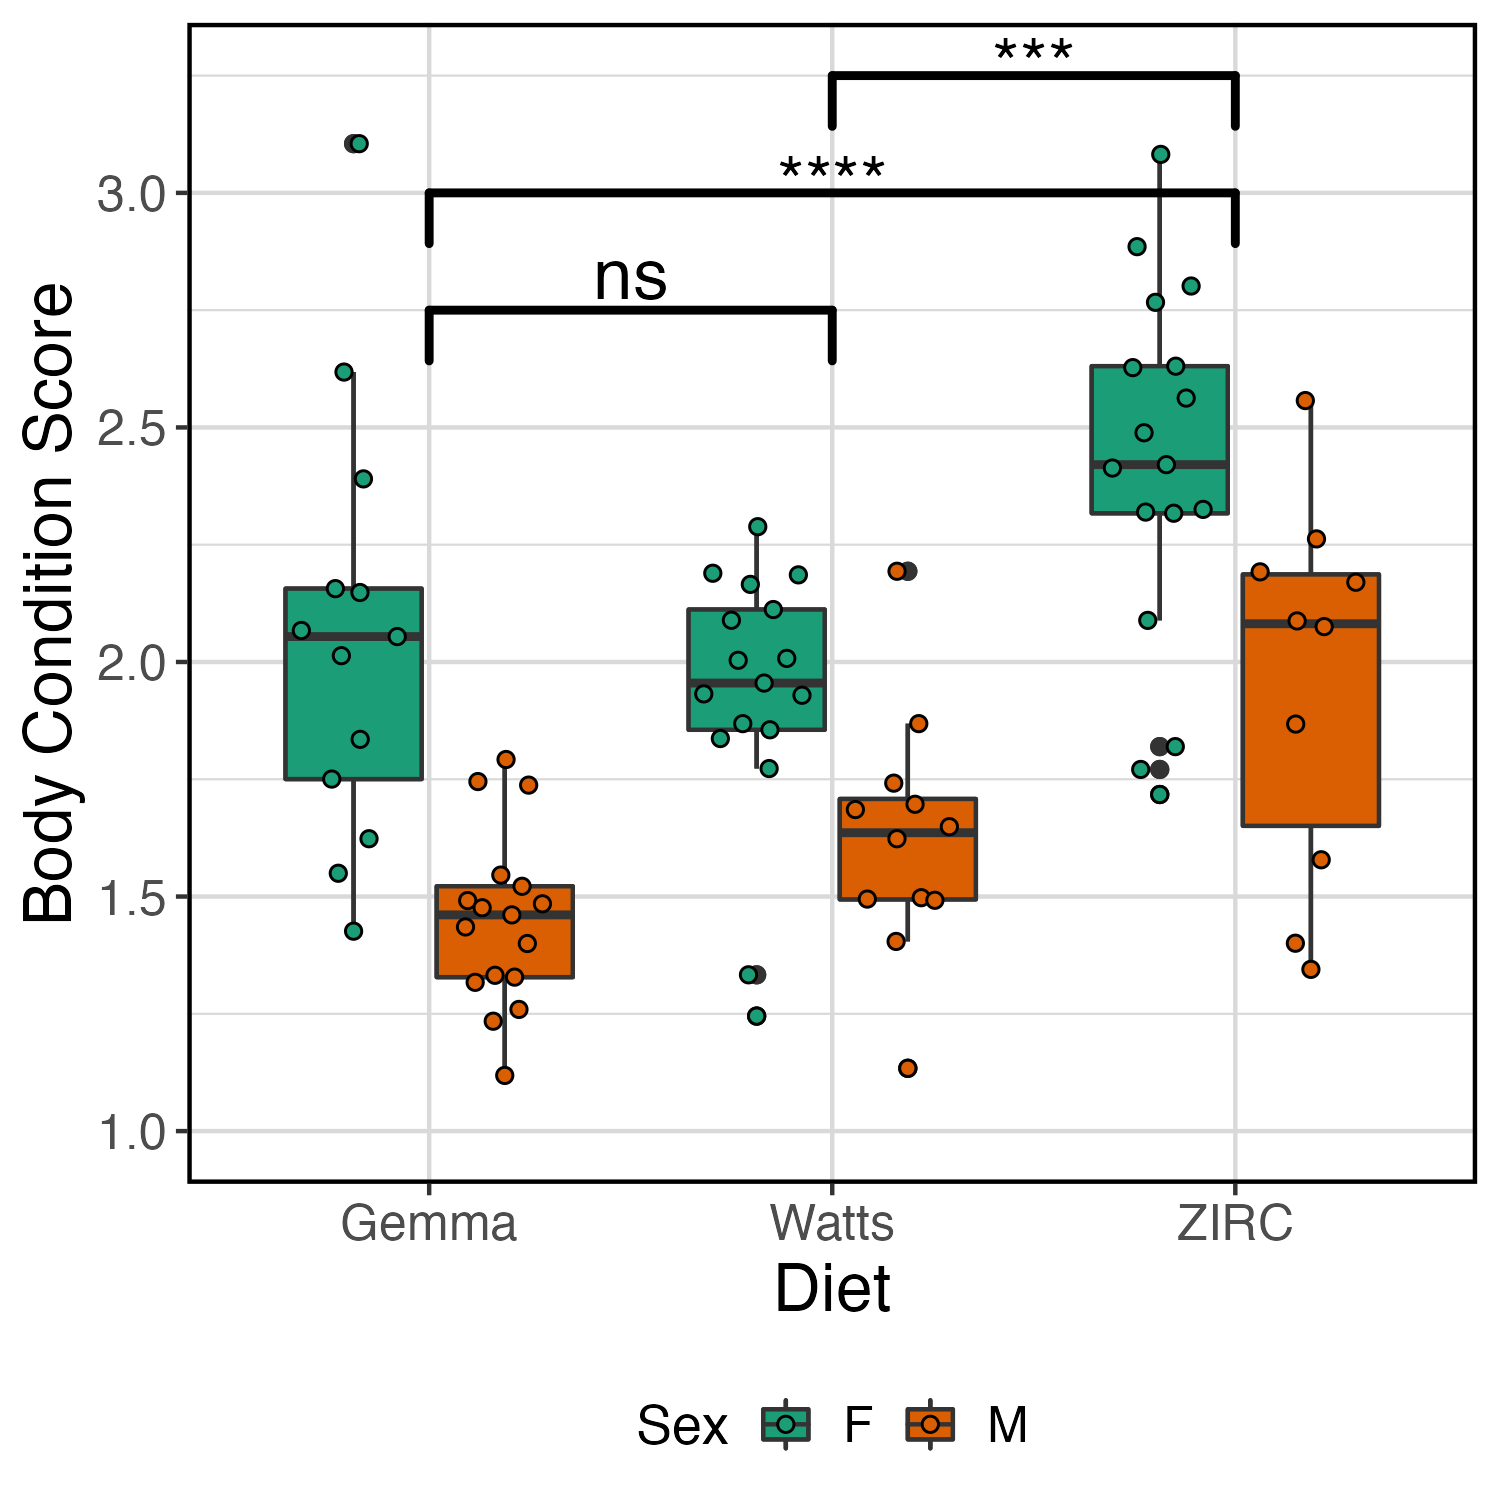 ***
****
ns
3.0
2.5
2.0
1.5
1.0
Body Condition Score
Gemma Watts ZIRC
Diet
Sex F M